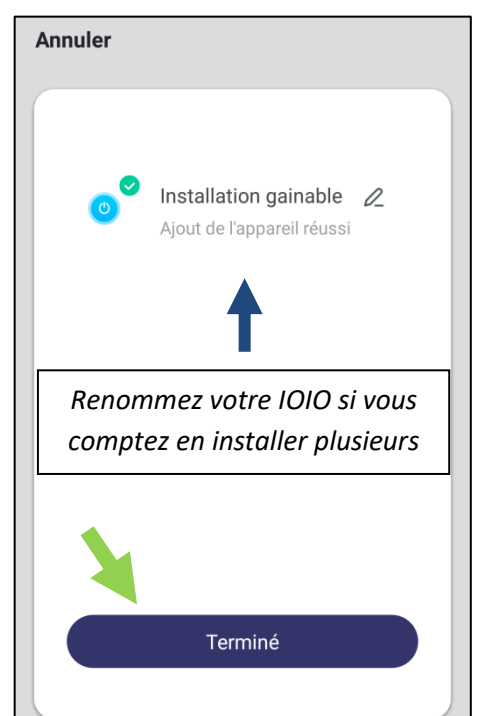 Annuler
Installation gainable
Ajout de l'appareil réussi
Renommez votre IOIO si vous
comptez en installer plusieurs
Terminé